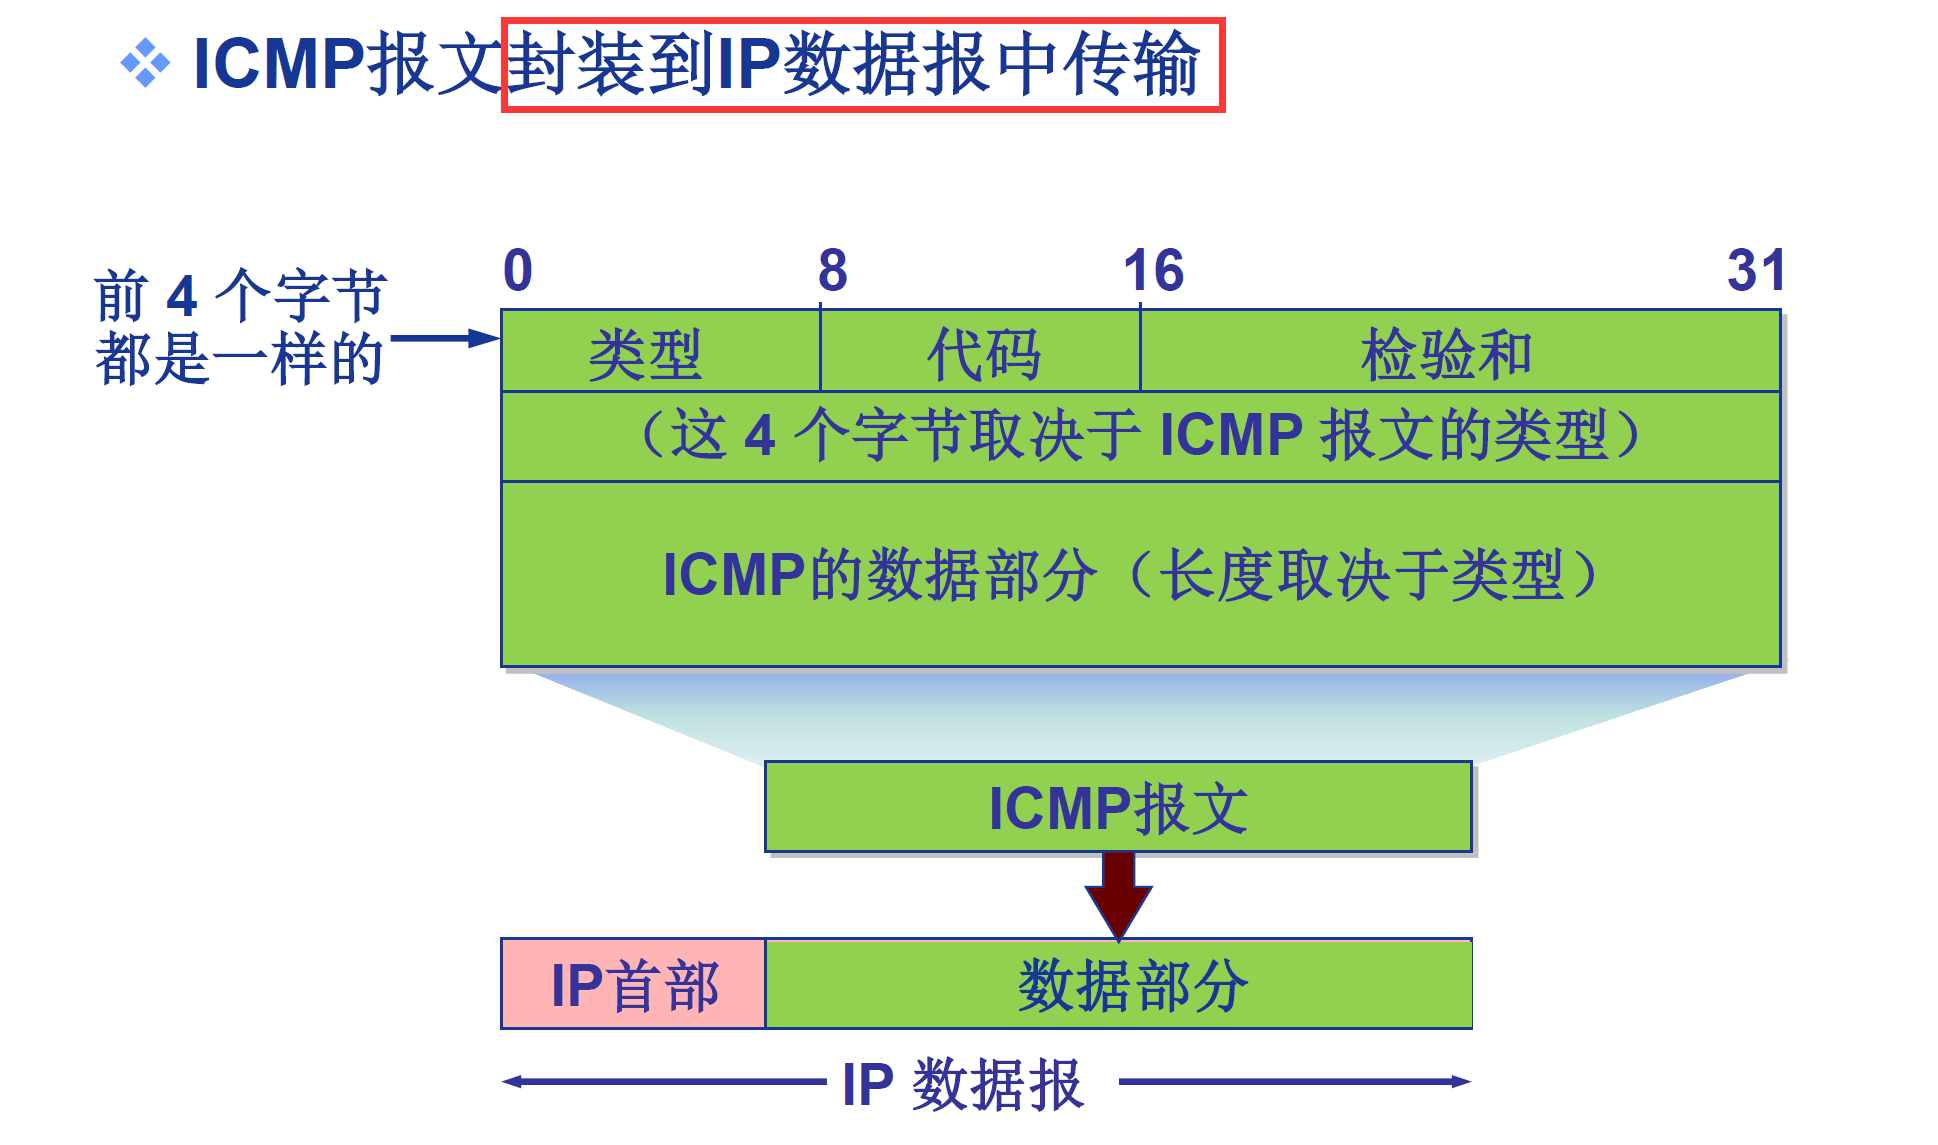 ICMP报文封装到IP数据报中传输
0 8 16 31
前 4 个字节
都是一样的
类型 代码 检验和
（这 4 个字节取决于 ICMP 报文的类型）
ICMP的数据部分（长度取决于类型）
ICMP报文
IP首部 数据部分
IP 数据报